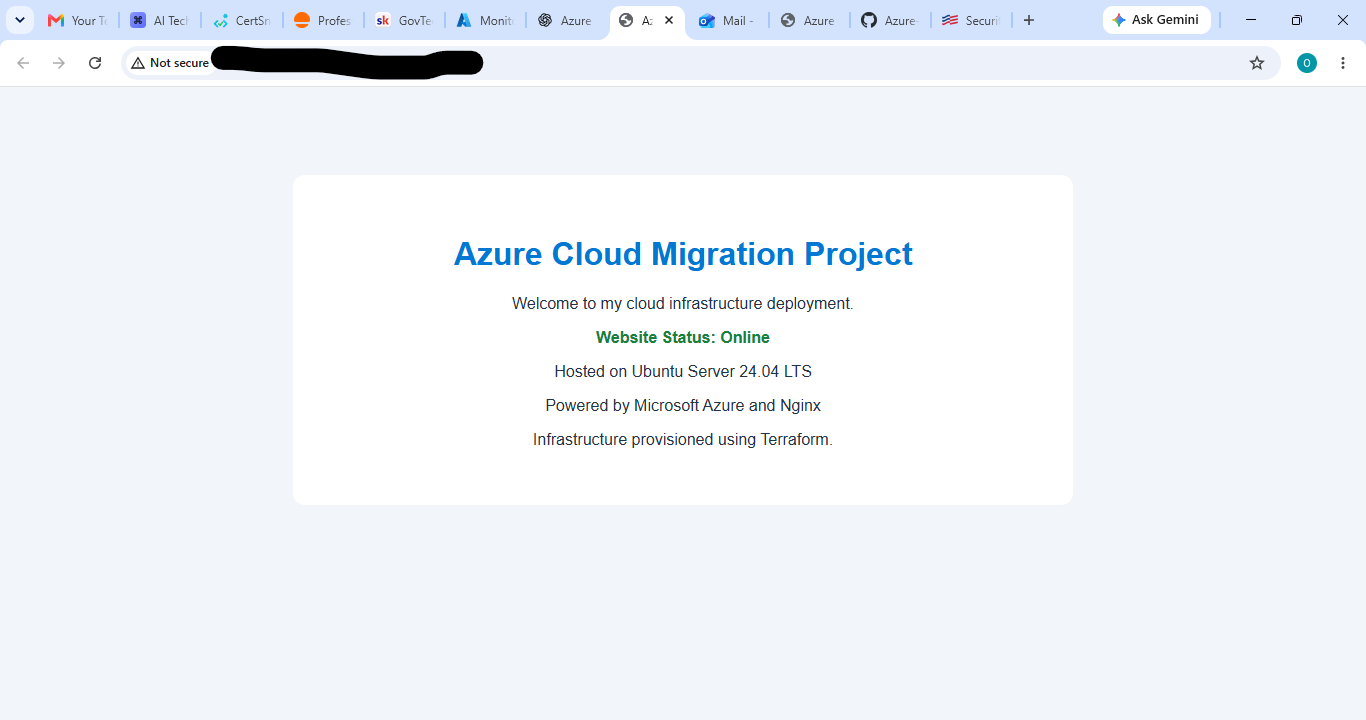 Your Te
AI Tech
CertSn
Profes
sk GovTe
Monit
Azure
Az
Mail -
Azure
Azure-
Securi
Ask Gemini
Not secure
O
Azure Cloud Migration Project
Welcome to my cloud infrastructure deployment.
Website Status: Online
Hosted on Ubuntu Server 24.04 LTS
Powered by Microsoft Azure and Nginx
Infrastructure provisioned using Terraform.